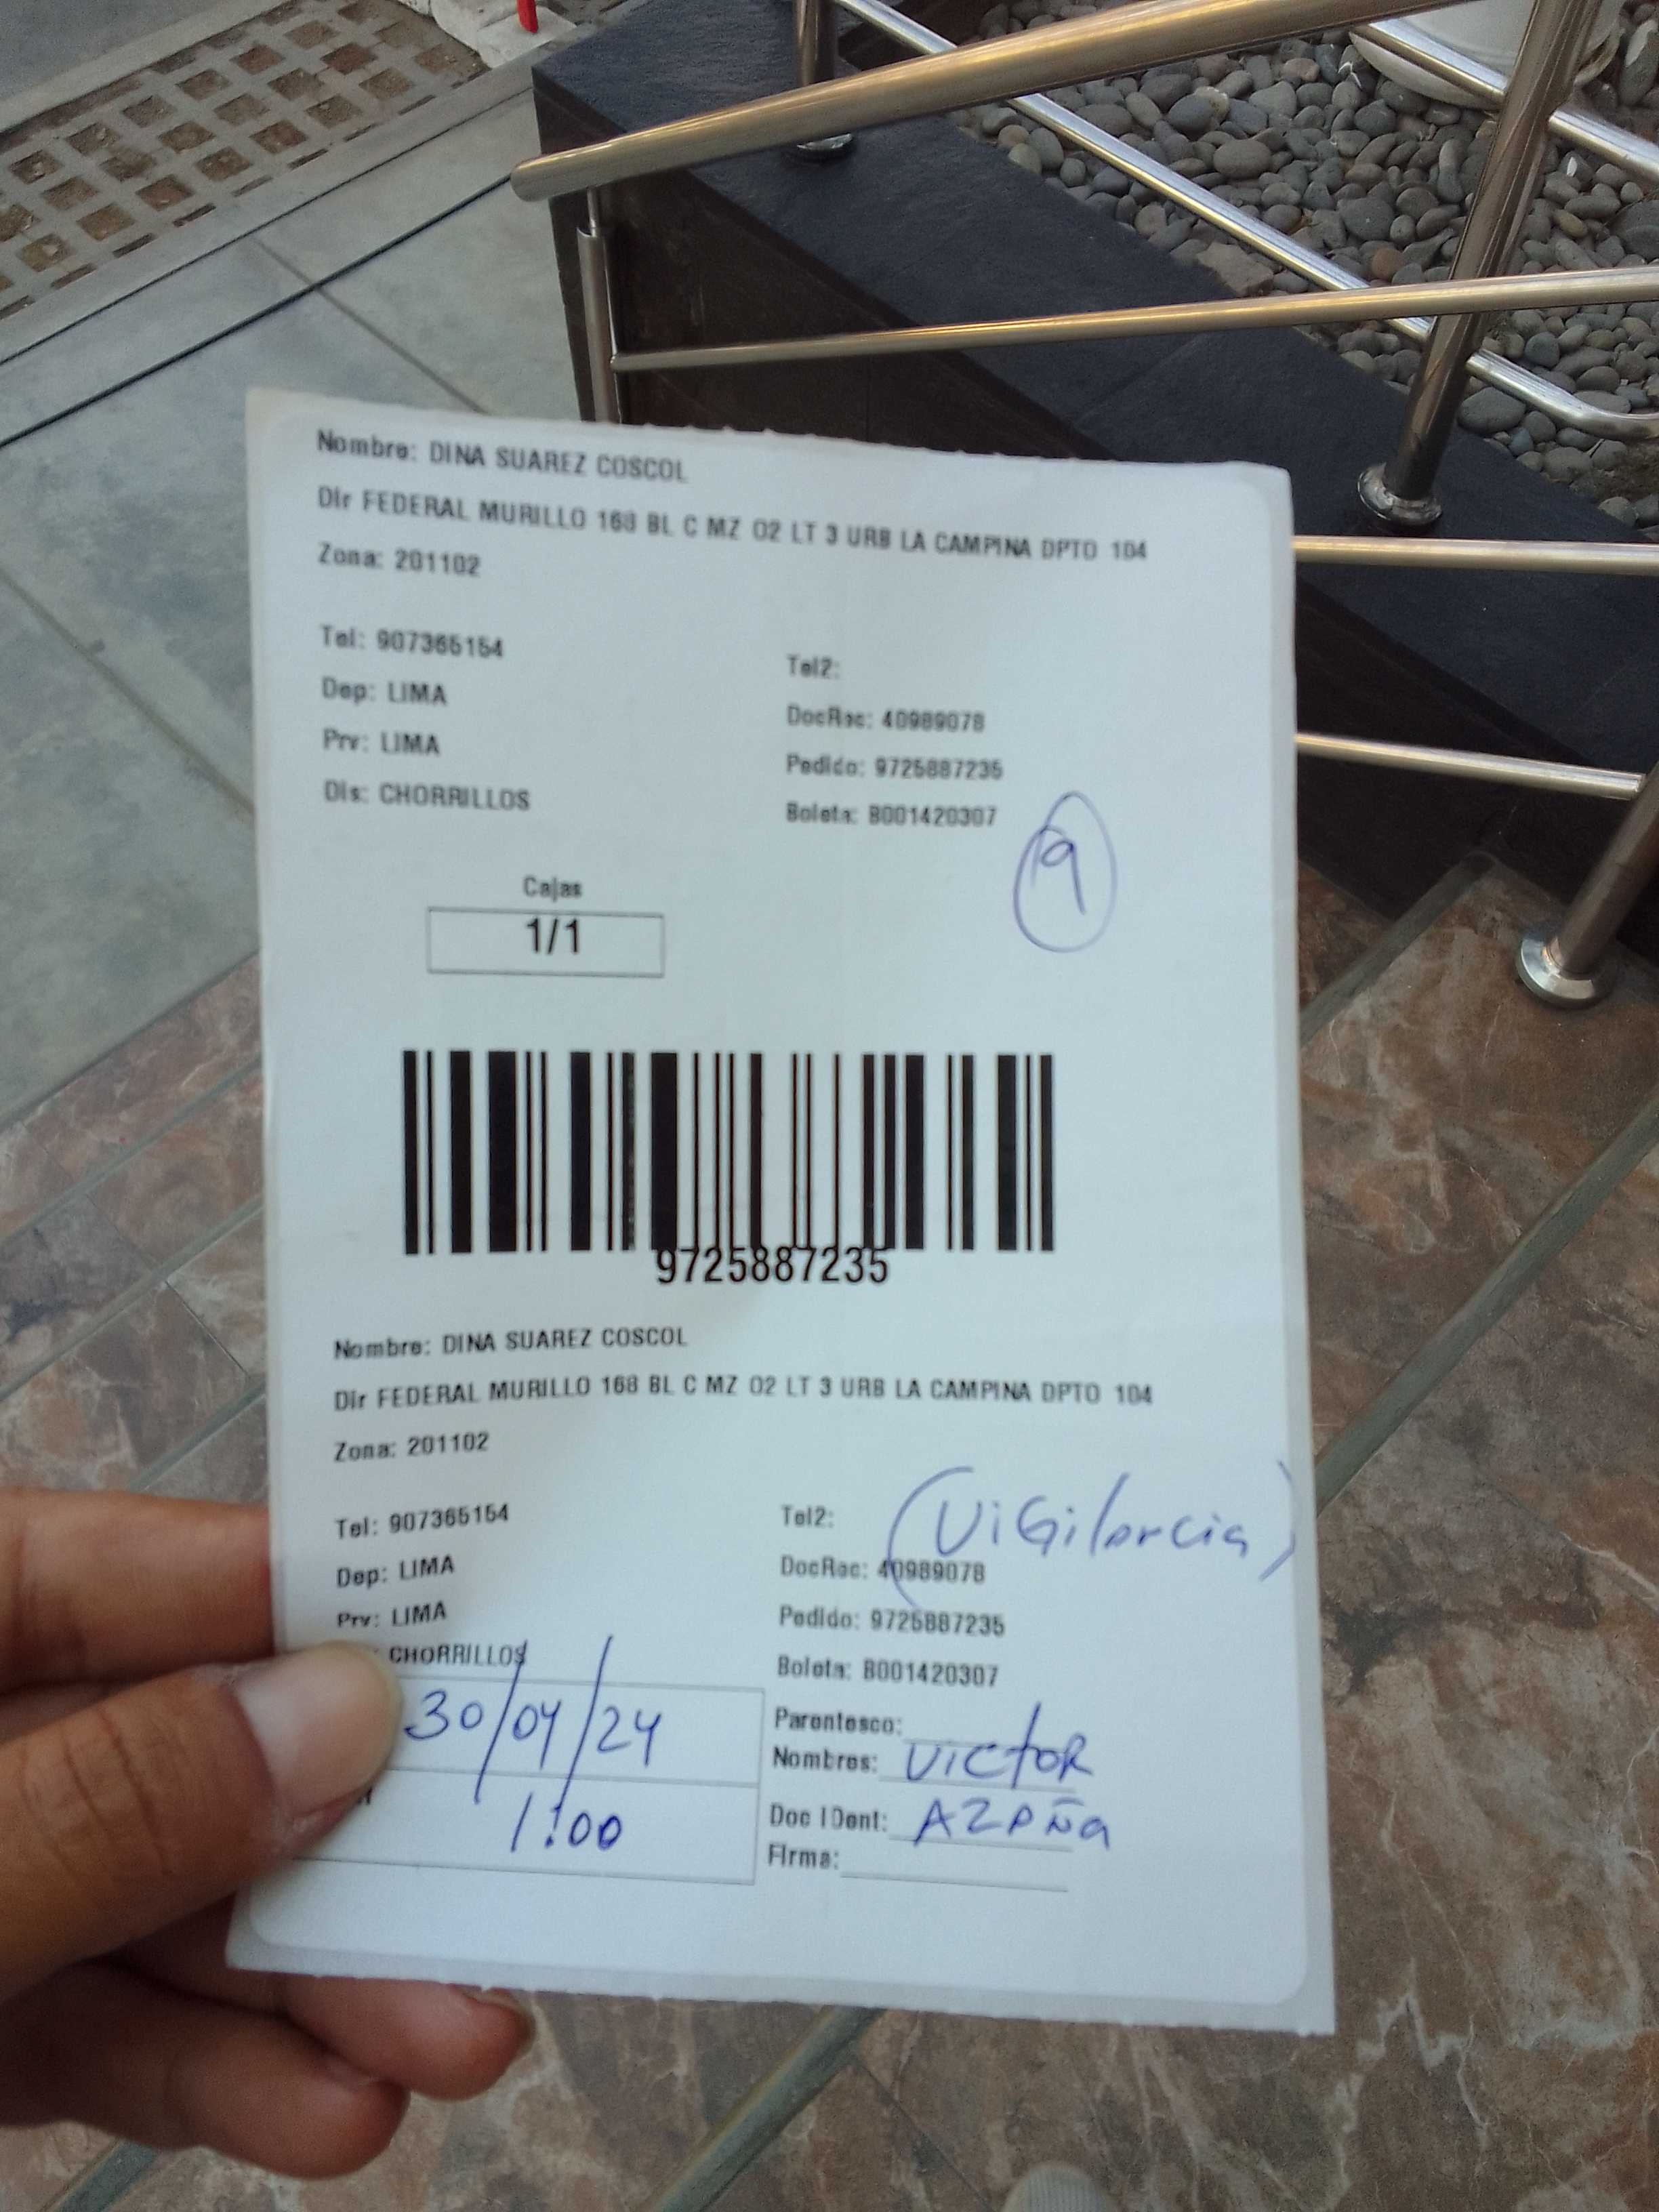 Nombre: DINA SUAREZ COSCOL
Dir FEDERAL MURILLO 168 BL C MZ O2 LT 3 URB LA CAMPINA DPTO 104
Zona: 201102
Tel: 907365154
Tel2:
Dep: LIMA
DocRec: 40989078
Prv: LIMA
Pedido: 9725887235
Dis: CHORRILLOS
Boleta: B001420307
9
Cajas
1/1
9725887235
Nombre: DINA SUAREZ COSCOL
Dir FEDERAL MURILLO 168 BL C MZ O2 LT 3 URB LA CAMPINA DPTO 104
Zona: 201102
(ViGilancia)
Tel: 907365154
Tel2:
Dep: LIMA
DocRec: 40989078
Prv: LIMA
Pedido: 9725887235
CHORRILLOS
Boleta: B001420307
30/04/24
Parentesco:
Nombres: VICTOR
1:00
Doc IDent: AZAÑA
Firma: